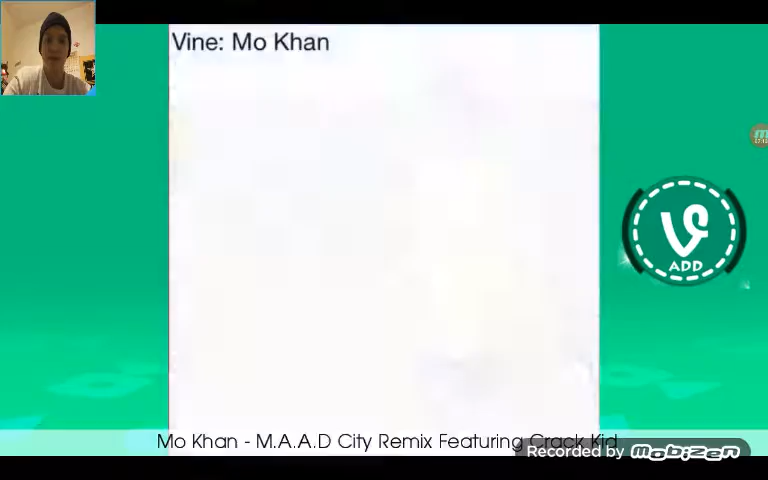 Vine: Mo Khan
ADD
Mo Khan - M.A.A.D City Remix Featuring Crack Kid
Recorded by mobizen